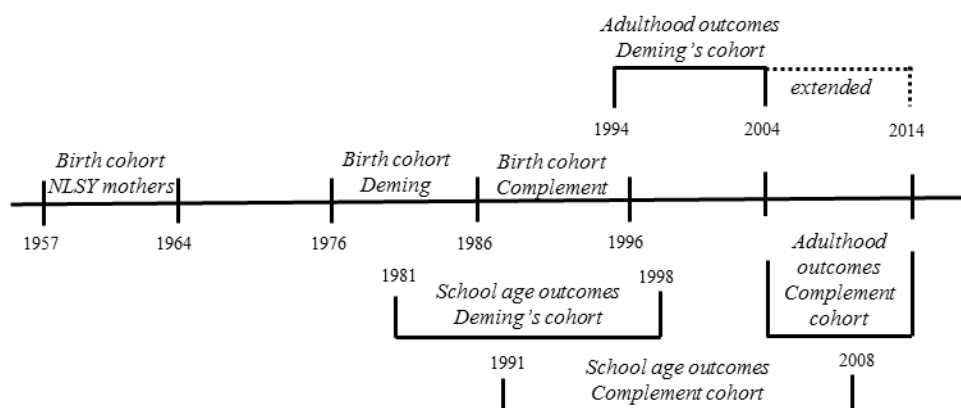 Adulthood outcomes
Deming's cohort
extended
1994
2004
2014
Birth cohort
NLSY mothers
Birth cohort
Deming
Birth cohort
Complement
1957
1964
1976
1986
1996
1981
School age outcomes
Deming's cohort
1998
Adulthood
outcomes
Complement
cohort
1991
School age outcomes
Complement cohort
2008